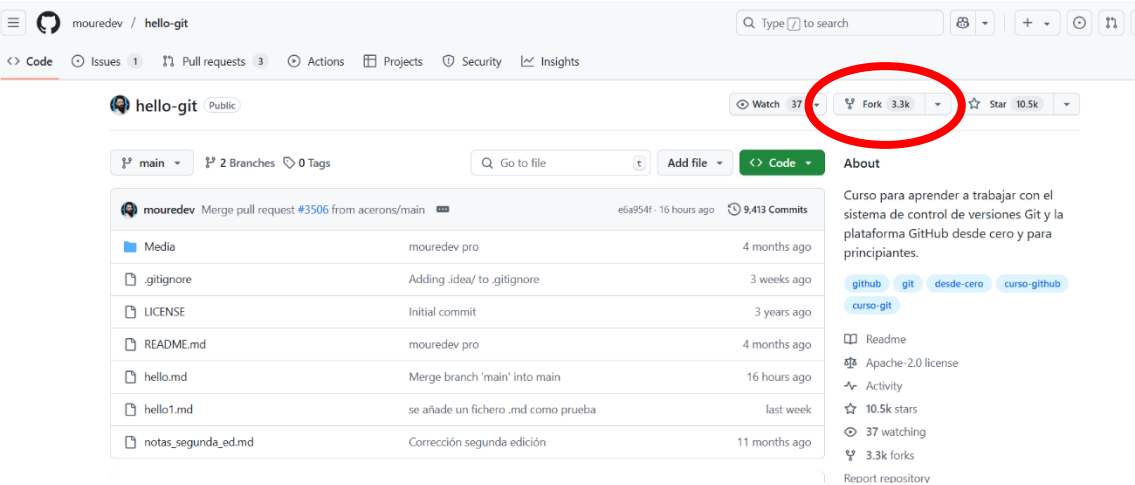 mouredev / hello-git
Type / to search
Code Issues 1 Pull requests 3 Actions Projects Security Insights
hello-git Public
Watch 37 Fork 3.3k Star 10.5k
main 2 Branches 0 Tags Go to file t Add file Code
About
mouredev Merge pull request #3506 from acerons/main e6a954f · 16 hours ago 9,413 Commits
Media mouredev pro 4 months ago
.gitignore Adding .idea/ to .gitignore 3 weeks ago
LICENSE Initial commit 3 years ago
README.md mouredev pro 4 months ago
hello.md Merge branch 'main' into main 16 hours ago
hello1.md se añade un fichero .md como prueba last week
notas_segunda_ed.md Corrección segunda edición 11 months ago
Curso para aprender a trabajar con el
sistema de control de versiones Git y la
plataforma GitHub desde cero y para
principiantes.
github git desde-cero curso-github
curso-git
Readme
Apache-2.0 license
Activity
10.5k stars
37 watching
3.3k forks
Report repository